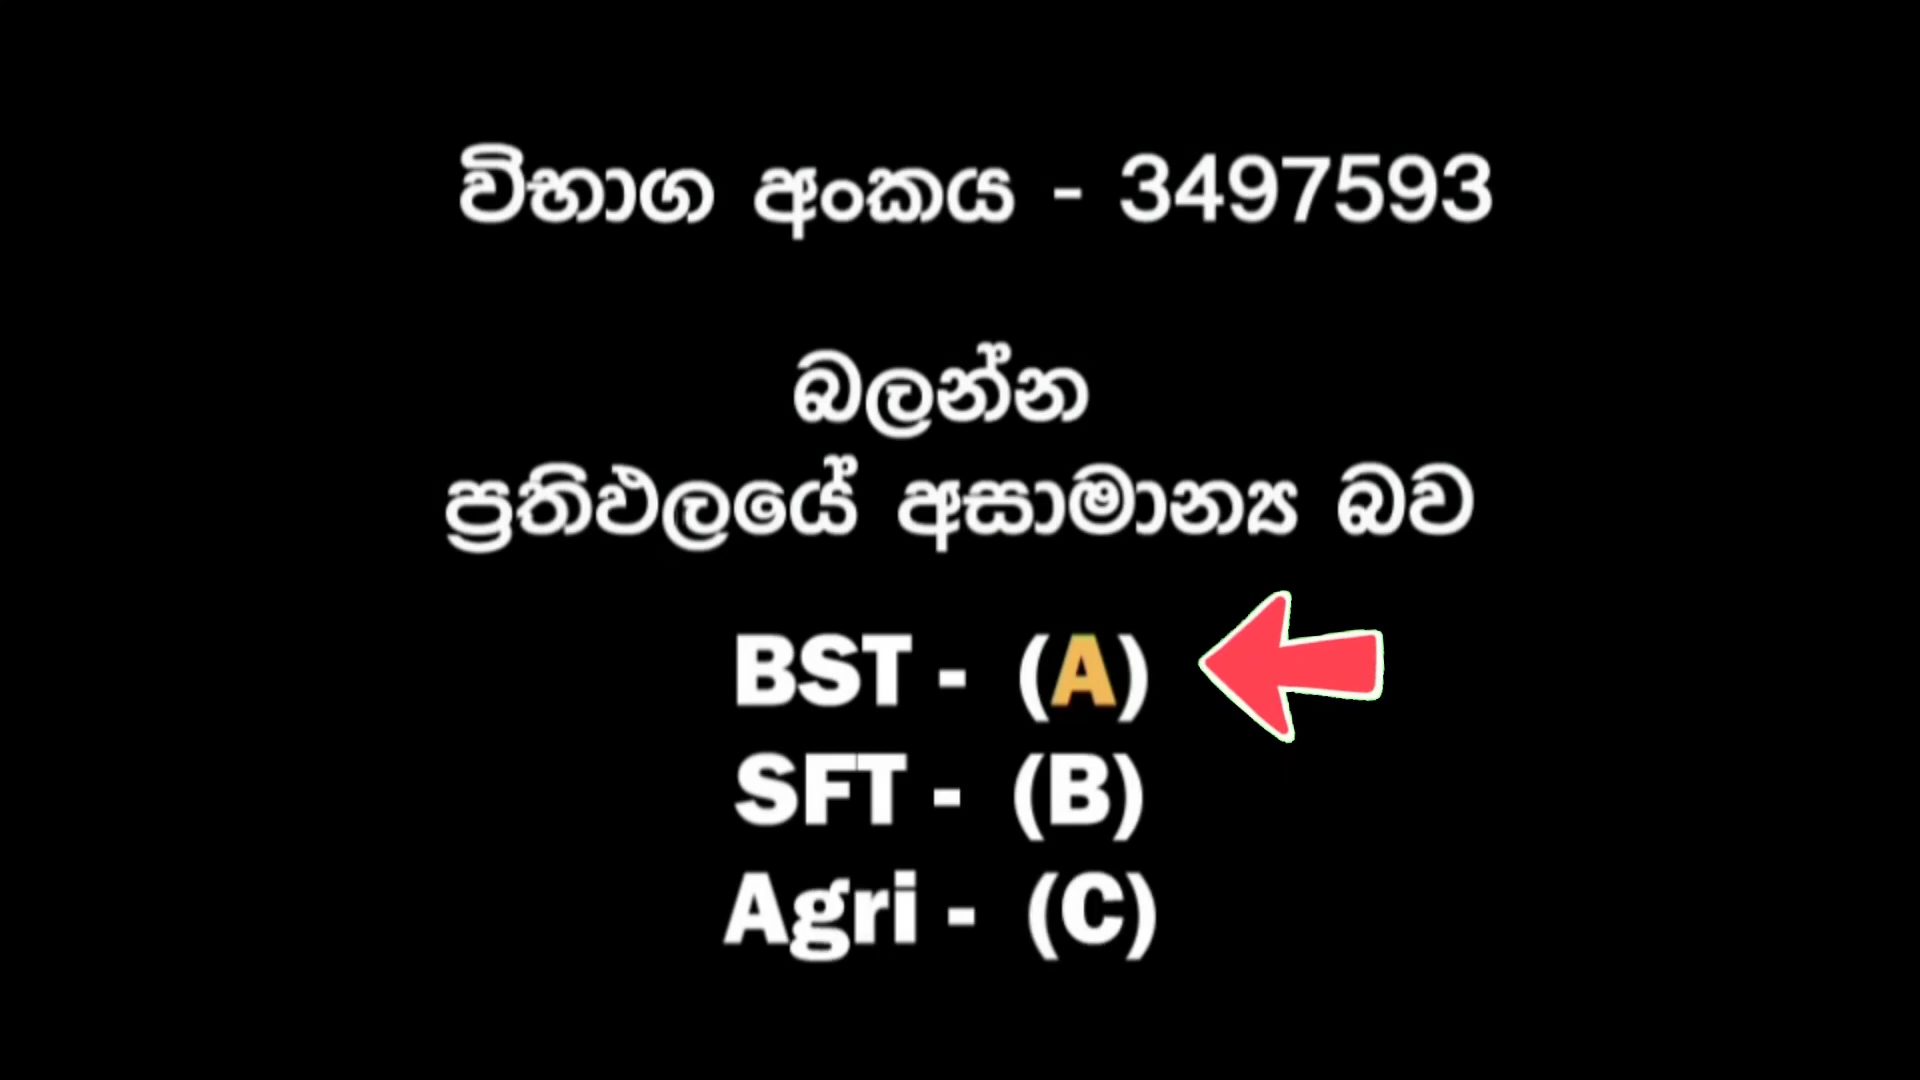 විභාග අංකය - 3497593
බලන්න
ප්‍රතිඵලයේ අසාමාන්‍ය බව
BST - (A)
SFT - (B)
Agri - (C)